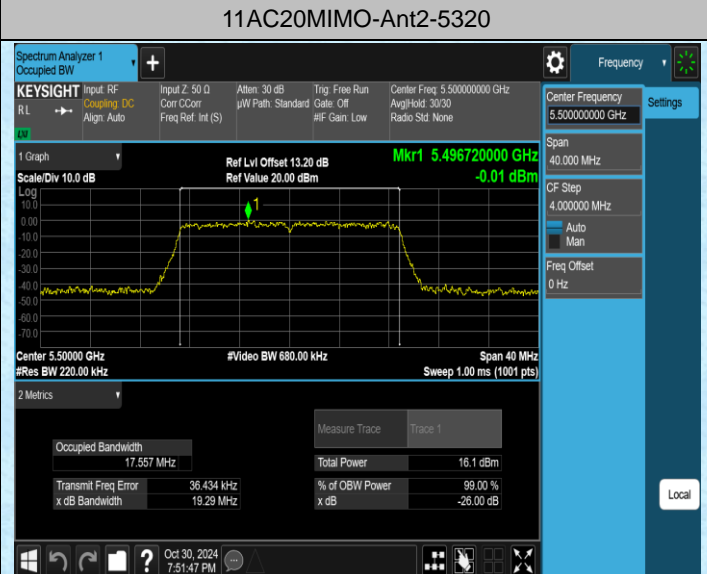 11AC20MIMO-Ant2-5320
Spectrum Analyzer 1
Occupied BW
Frequency
KEYSIGHT
RL
Input: RF
Coupling: DC
Align: Auto
Input Z: 50 Ω
Corr CCorr
Freq Ref: Int (S)
Atten: 30 dB
µW Path: Standard
Trig: Free Run
Gate: Off
#IF Gain: Low
Center Freq: 5.500000000 GHz
Avg|Hold: 30/30
Radio Std: None
1 Graph
Scale/Div 10.0 dB
Ref Lvl Offset 13.20 dB
Ref Value 20.00 dBm
Mkr1 5.496720000 GHz
-0.01 dBm
Log
10.0
0.00
-10.0
-20.0
-30.0
-40.0
-50.0
-60.0
-70.0
1
Center 5.50000 GHz
#Res BW 220.00 kHz
#Video BW 680.00 kHz
Span 40 MHz
Sweep 1.00 ms (1001 pts)
2 Metrics
Measure Trace Trace 1
Occupied Bandwidth
17.557 MHz
Total Power 16.1 dBm
Transmit Freq Error 36.434 kHz
x dB Bandwidth 19.29 MHz
% of OBW Power 99.00 %
x dB -26.00 dB
Center Frequency
5.500000000 GHz
Span
40.000 MHz
CF Step
4.000000 MHz
Auto
Man
Freq Offset
0 Hz
Settings
Local
?
Oct 30, 2024
7:51:47 PM